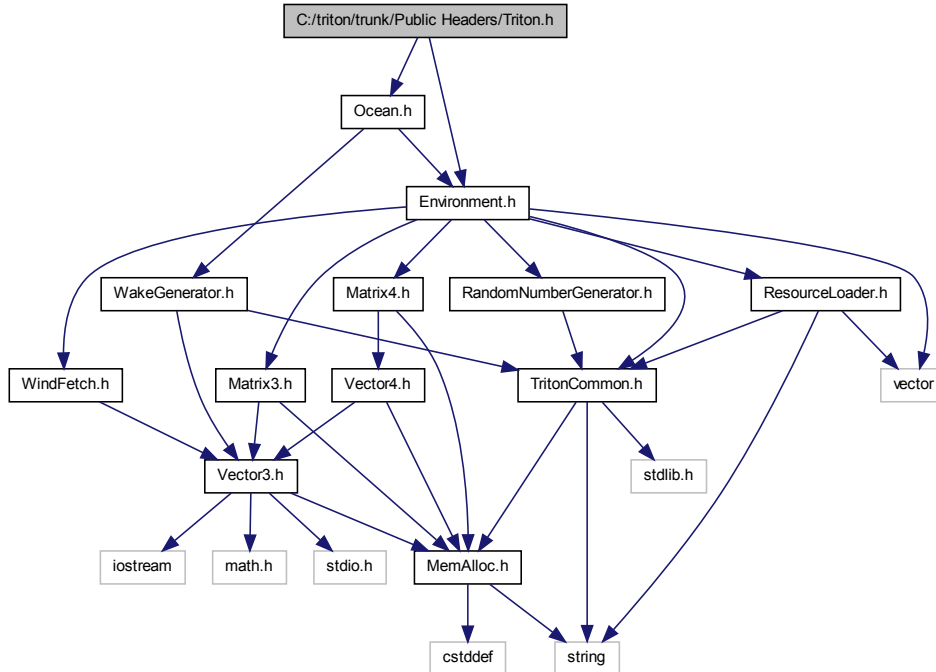 C:/triton/trunk/Public Headers/Triton.h
Ocean.h
Environment.h
WakeGenerator.h
Matrix4.h
RandomNumberGenerator.h
ResourceLoader.h
WindFetch.h
Matrix3.h
Vector4.h
TritonCommon.h
vector
Vector3.h
stdlib.h
iostream
math.h
stdio.h
MemAlloc.h
cstddef
string